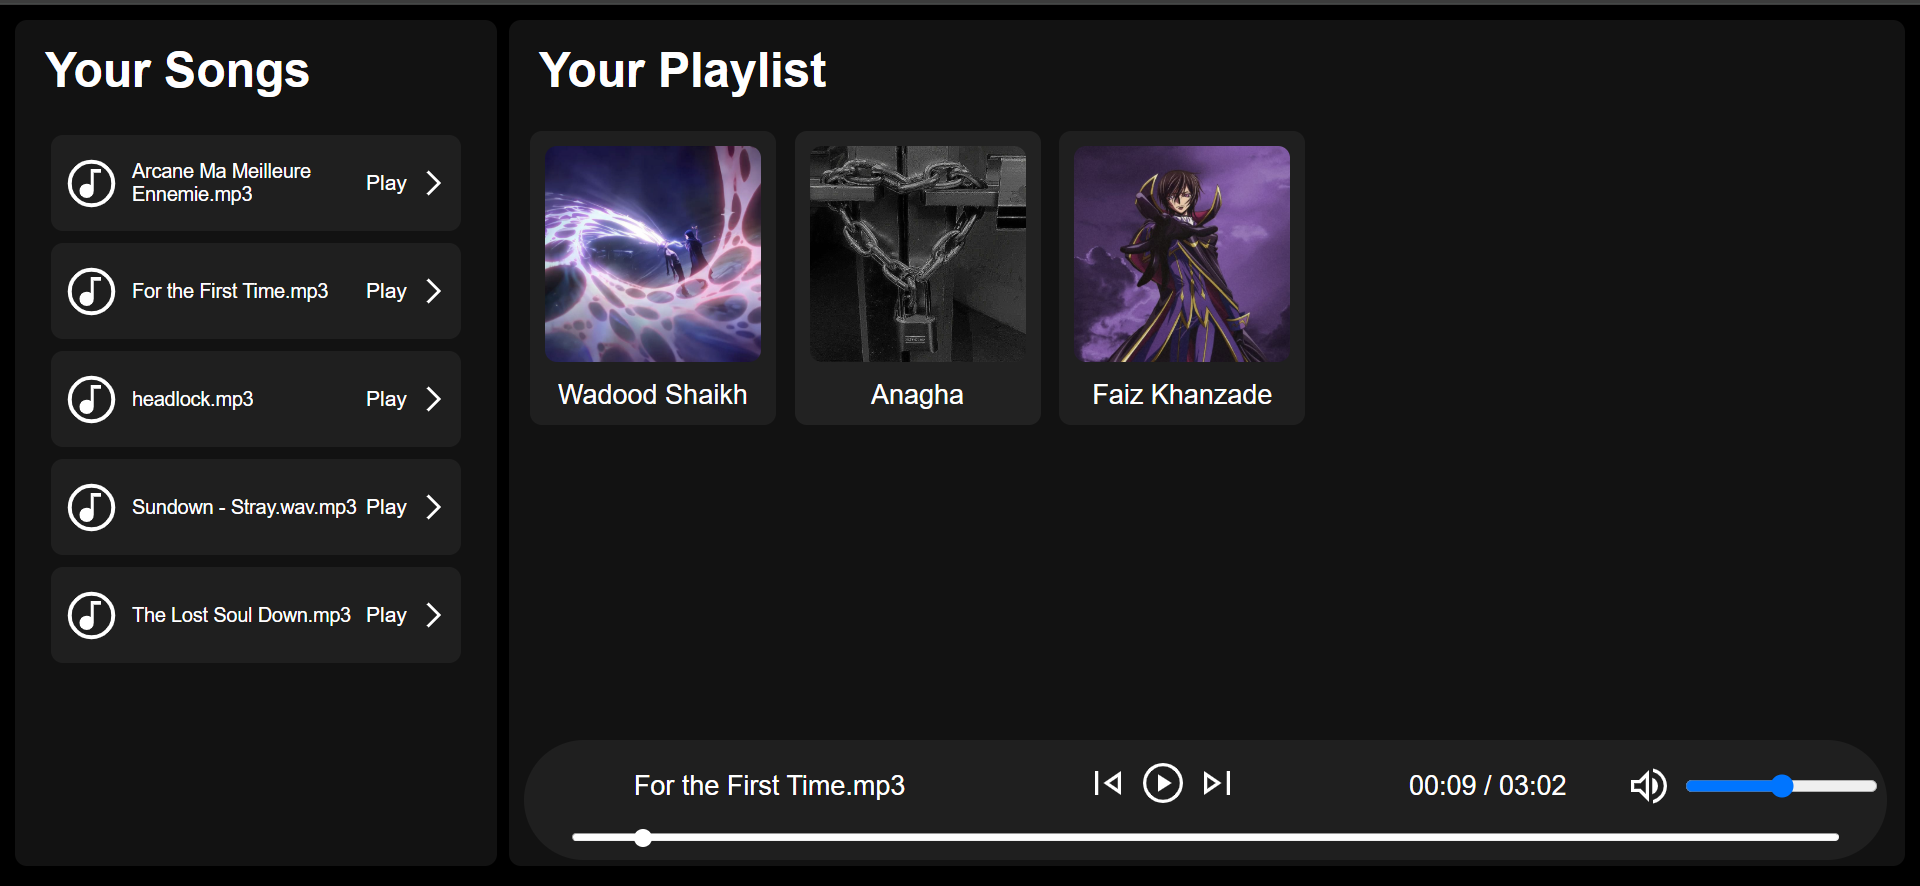 Your Songs
Arcane Ma Meilleure
Ennemie.mp3
Play
For the First Time.mp3
Play
headlock.mp3
Play
Sundown - Stray.wav.mp3
Play
The Lost Soul Down.mp3
Play
Your Playlist
Wadood Shaikh
Anagha
Faiz Khanzade
For the First Time.mp3
00:09 / 03:02